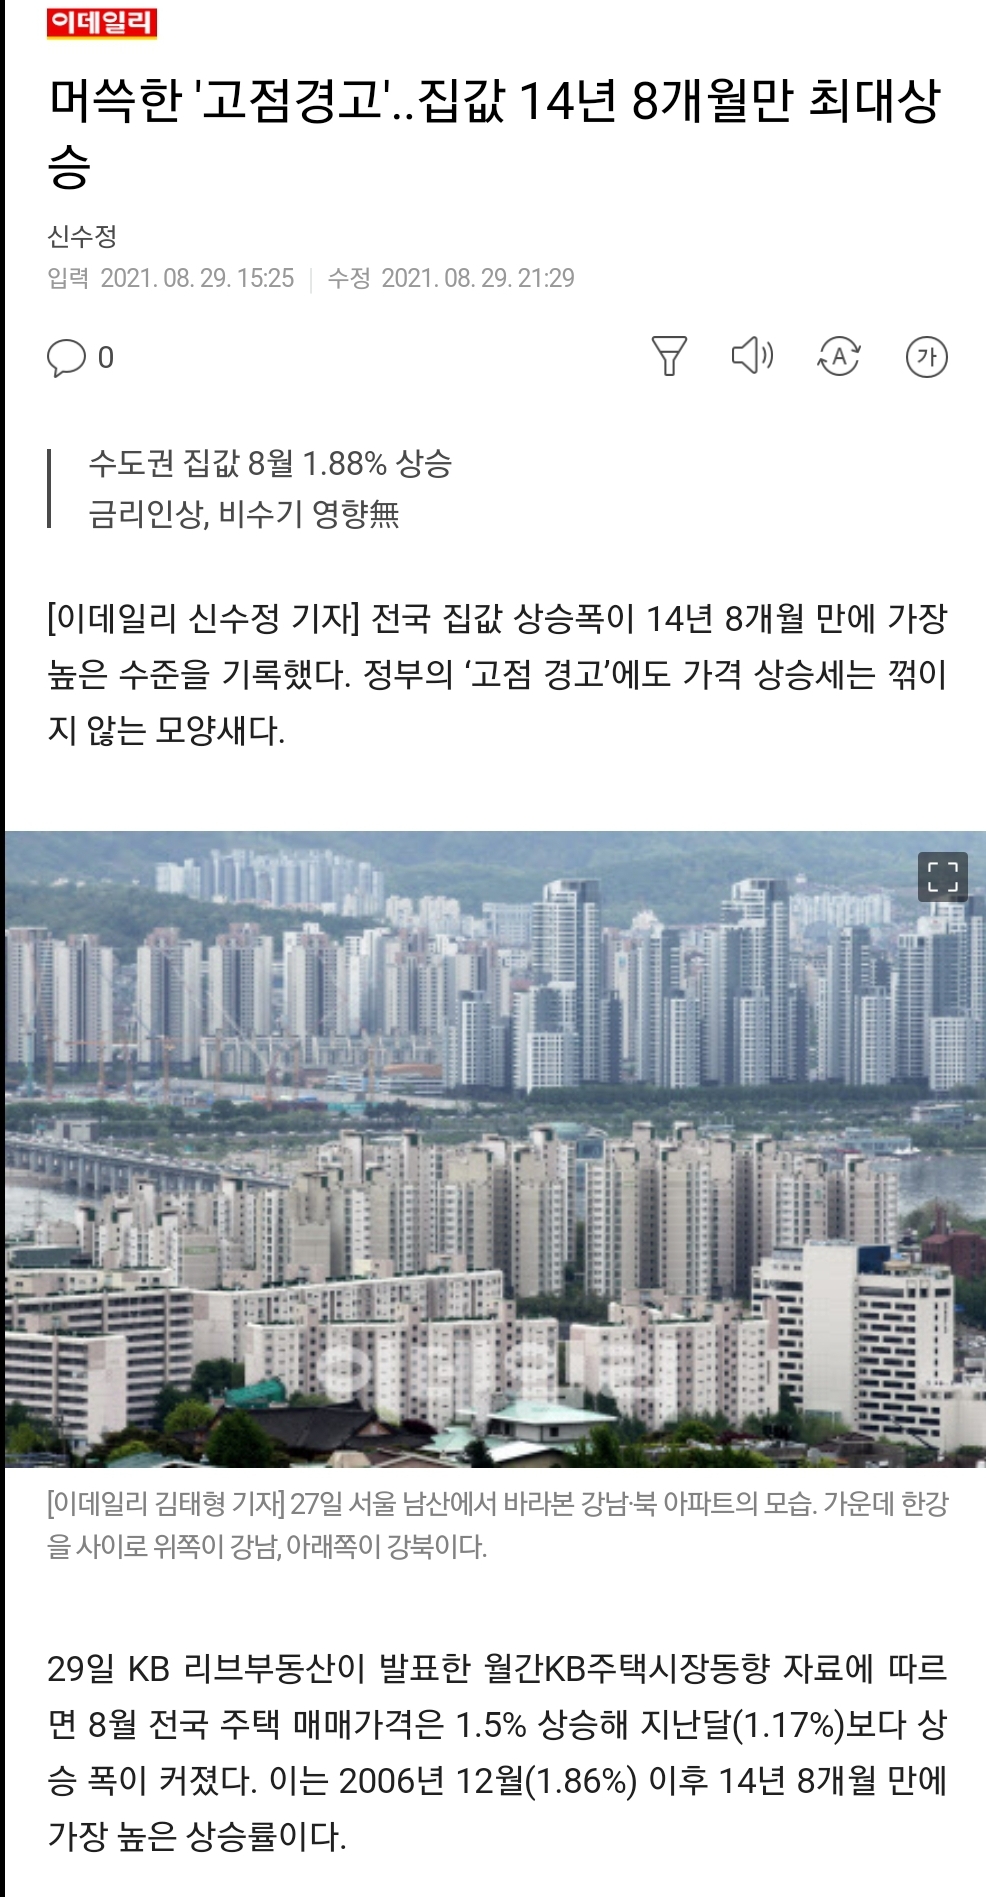 이데일리
머쓱한 '고점경고'..집값 14년 8개월만 최대상
승
신수정
입력 2021. 08. 29. 15:25 | 수정 2021. 08. 29. 21:29
0
A
가
수도권 집값 8월 1.88% 상승
금리인상, 비수기 영향無
[이데일리 신수정 기자] 전국 집값 상승폭이 14년 8개월 만에 가장
높은 수준을 기록했다. 정부의 ‘고점 경고’에도 가격 상승세는 꺾이
지 않는 모양새다.
이데일리
[이데일리 김태형 기자] 27일 서울 남산에서 바라본 강남·북 아파트의 모습. 가운데 한강
을 사이로 위쪽이 강남, 아래쪽이 강북이다.
29일 KB 리브부동산이 발표한 월간KB주택시장동향 자료에 따르
면 8월 전국 주택 매매가격은 1.5% 상승해 지난달(1.17%)보다 상
승 폭이 커졌다. 이는 2006년 12월(1.86%) 이후 14년 8개월 만에
가장 높은 상승률이다.